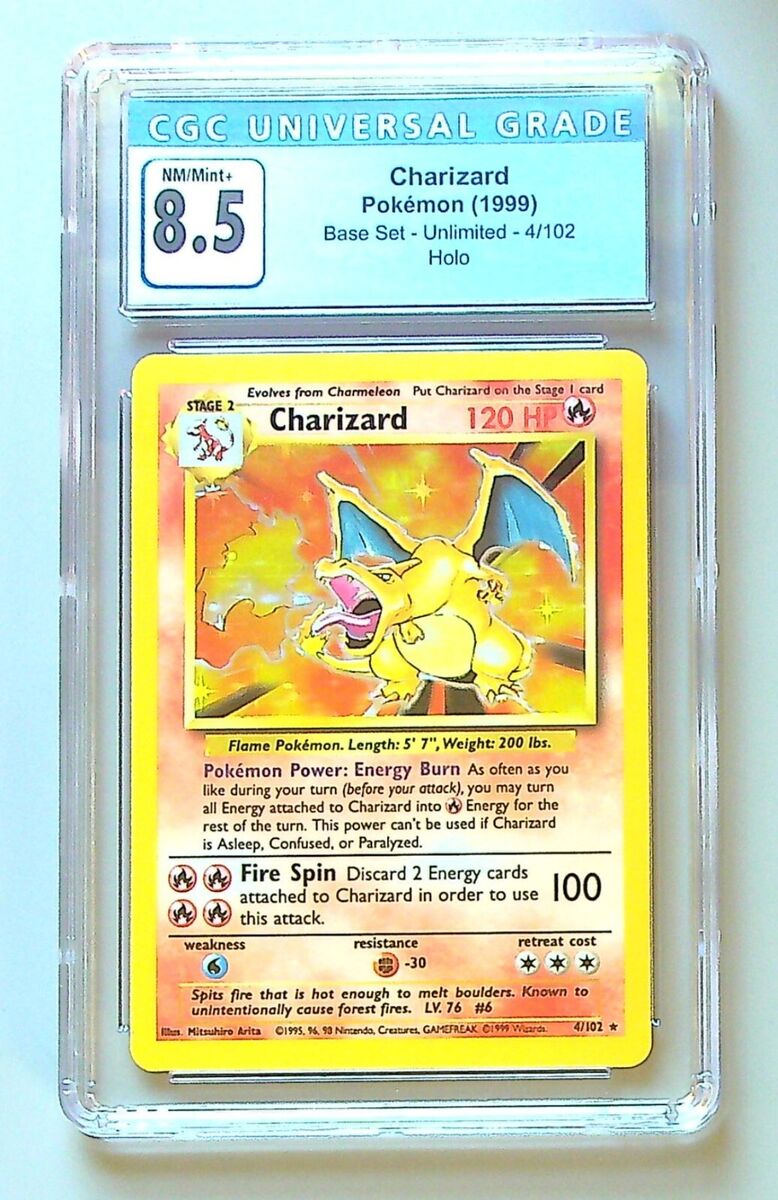 CGC UNIVERSAL GRADE
NM/Mint+
8.5
Charizard
Pokémon (1999)
Base Set - Unlimited - 4/102
Holo
Evolves from Charmeleon Put Charizard on the Stage 1 card
STAGE 2
Charizard 120 HP
Flame Pokémon. Length: 5' 7", Weight: 200 lbs.
Pokémon Power: Energy Burn As often as you
like during your turn (before your attack), you may turn
all Energy attached to Charizard into Energy for the
rest of the turn. This power can't be used if Charizard
is Asleep, Confused, or Paralyzed.
Fire Spin Discard 2 Energy cards
attached to Charizard in order to use 100
this attack.
weakness resistance retreat cost
-30
Spits fire that is hot enough to melt boulders. Known to
unintentionally cause forest fires. LV. 76 #6
Illus. Mitsuhiro Arita ©1995, 96, 98 Nintendo, Creatures, GAMEFREAK. ©1999 Wizards. 4/102 ★